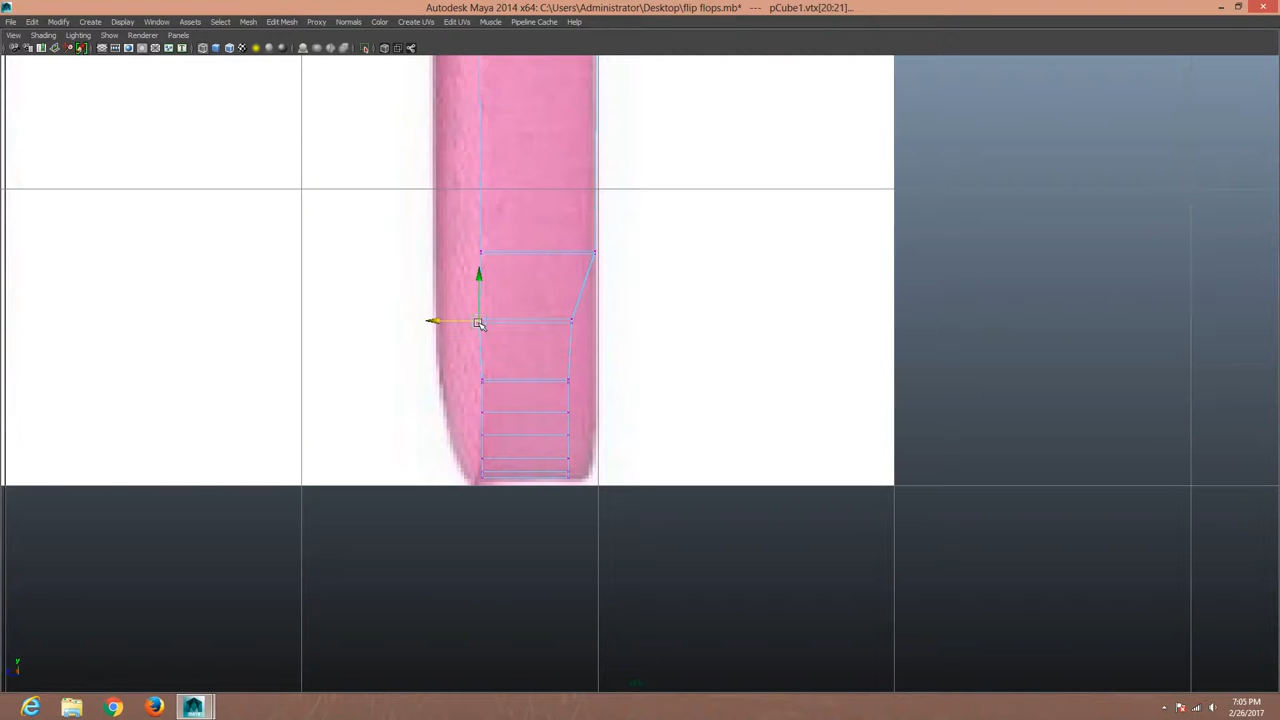 Autodesk Maya 2014 x64: C:\Users\Administrator\Desktop\flip flops.mb* --- pCube1.vtx[20:21]...
File Edit Modify Create Display Window Assets Select Mesh Edit Mesh Proxy Normals Color Create UVs Edit UVs Muscle Pipeline Cache Help
View Shading Lighting Show Renderer Panels
y
7:05 PM
2/26/2017